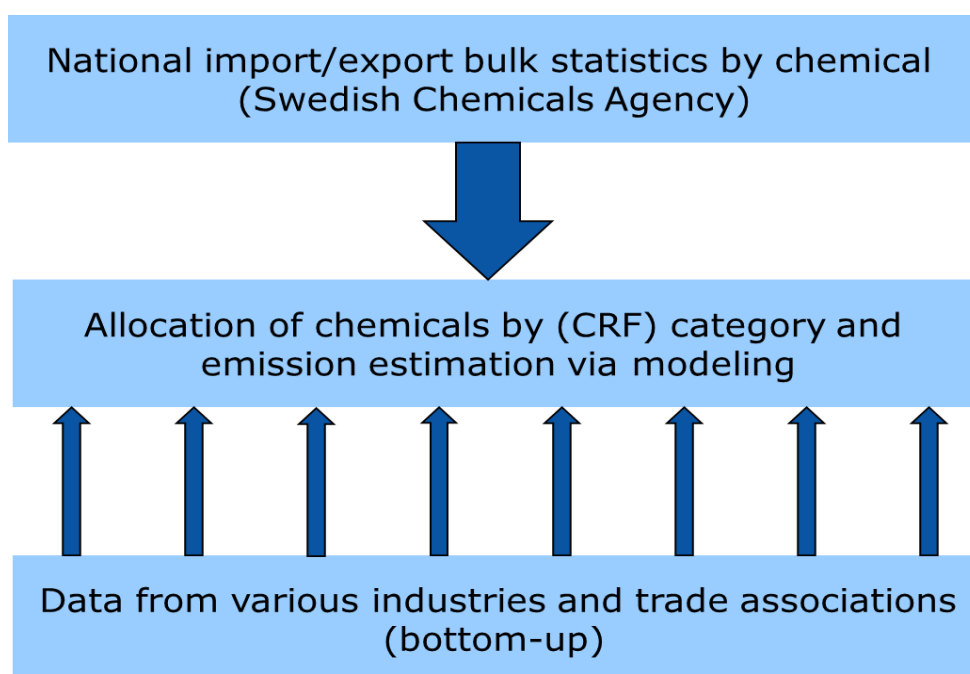 National import/export bulk statistics by chemical
(Swedish Chemicals Agency)
Allocation of chemicals by (CRF) category and
emission estimation via modeling
Data from various industries and trade associations
(bottom-up)